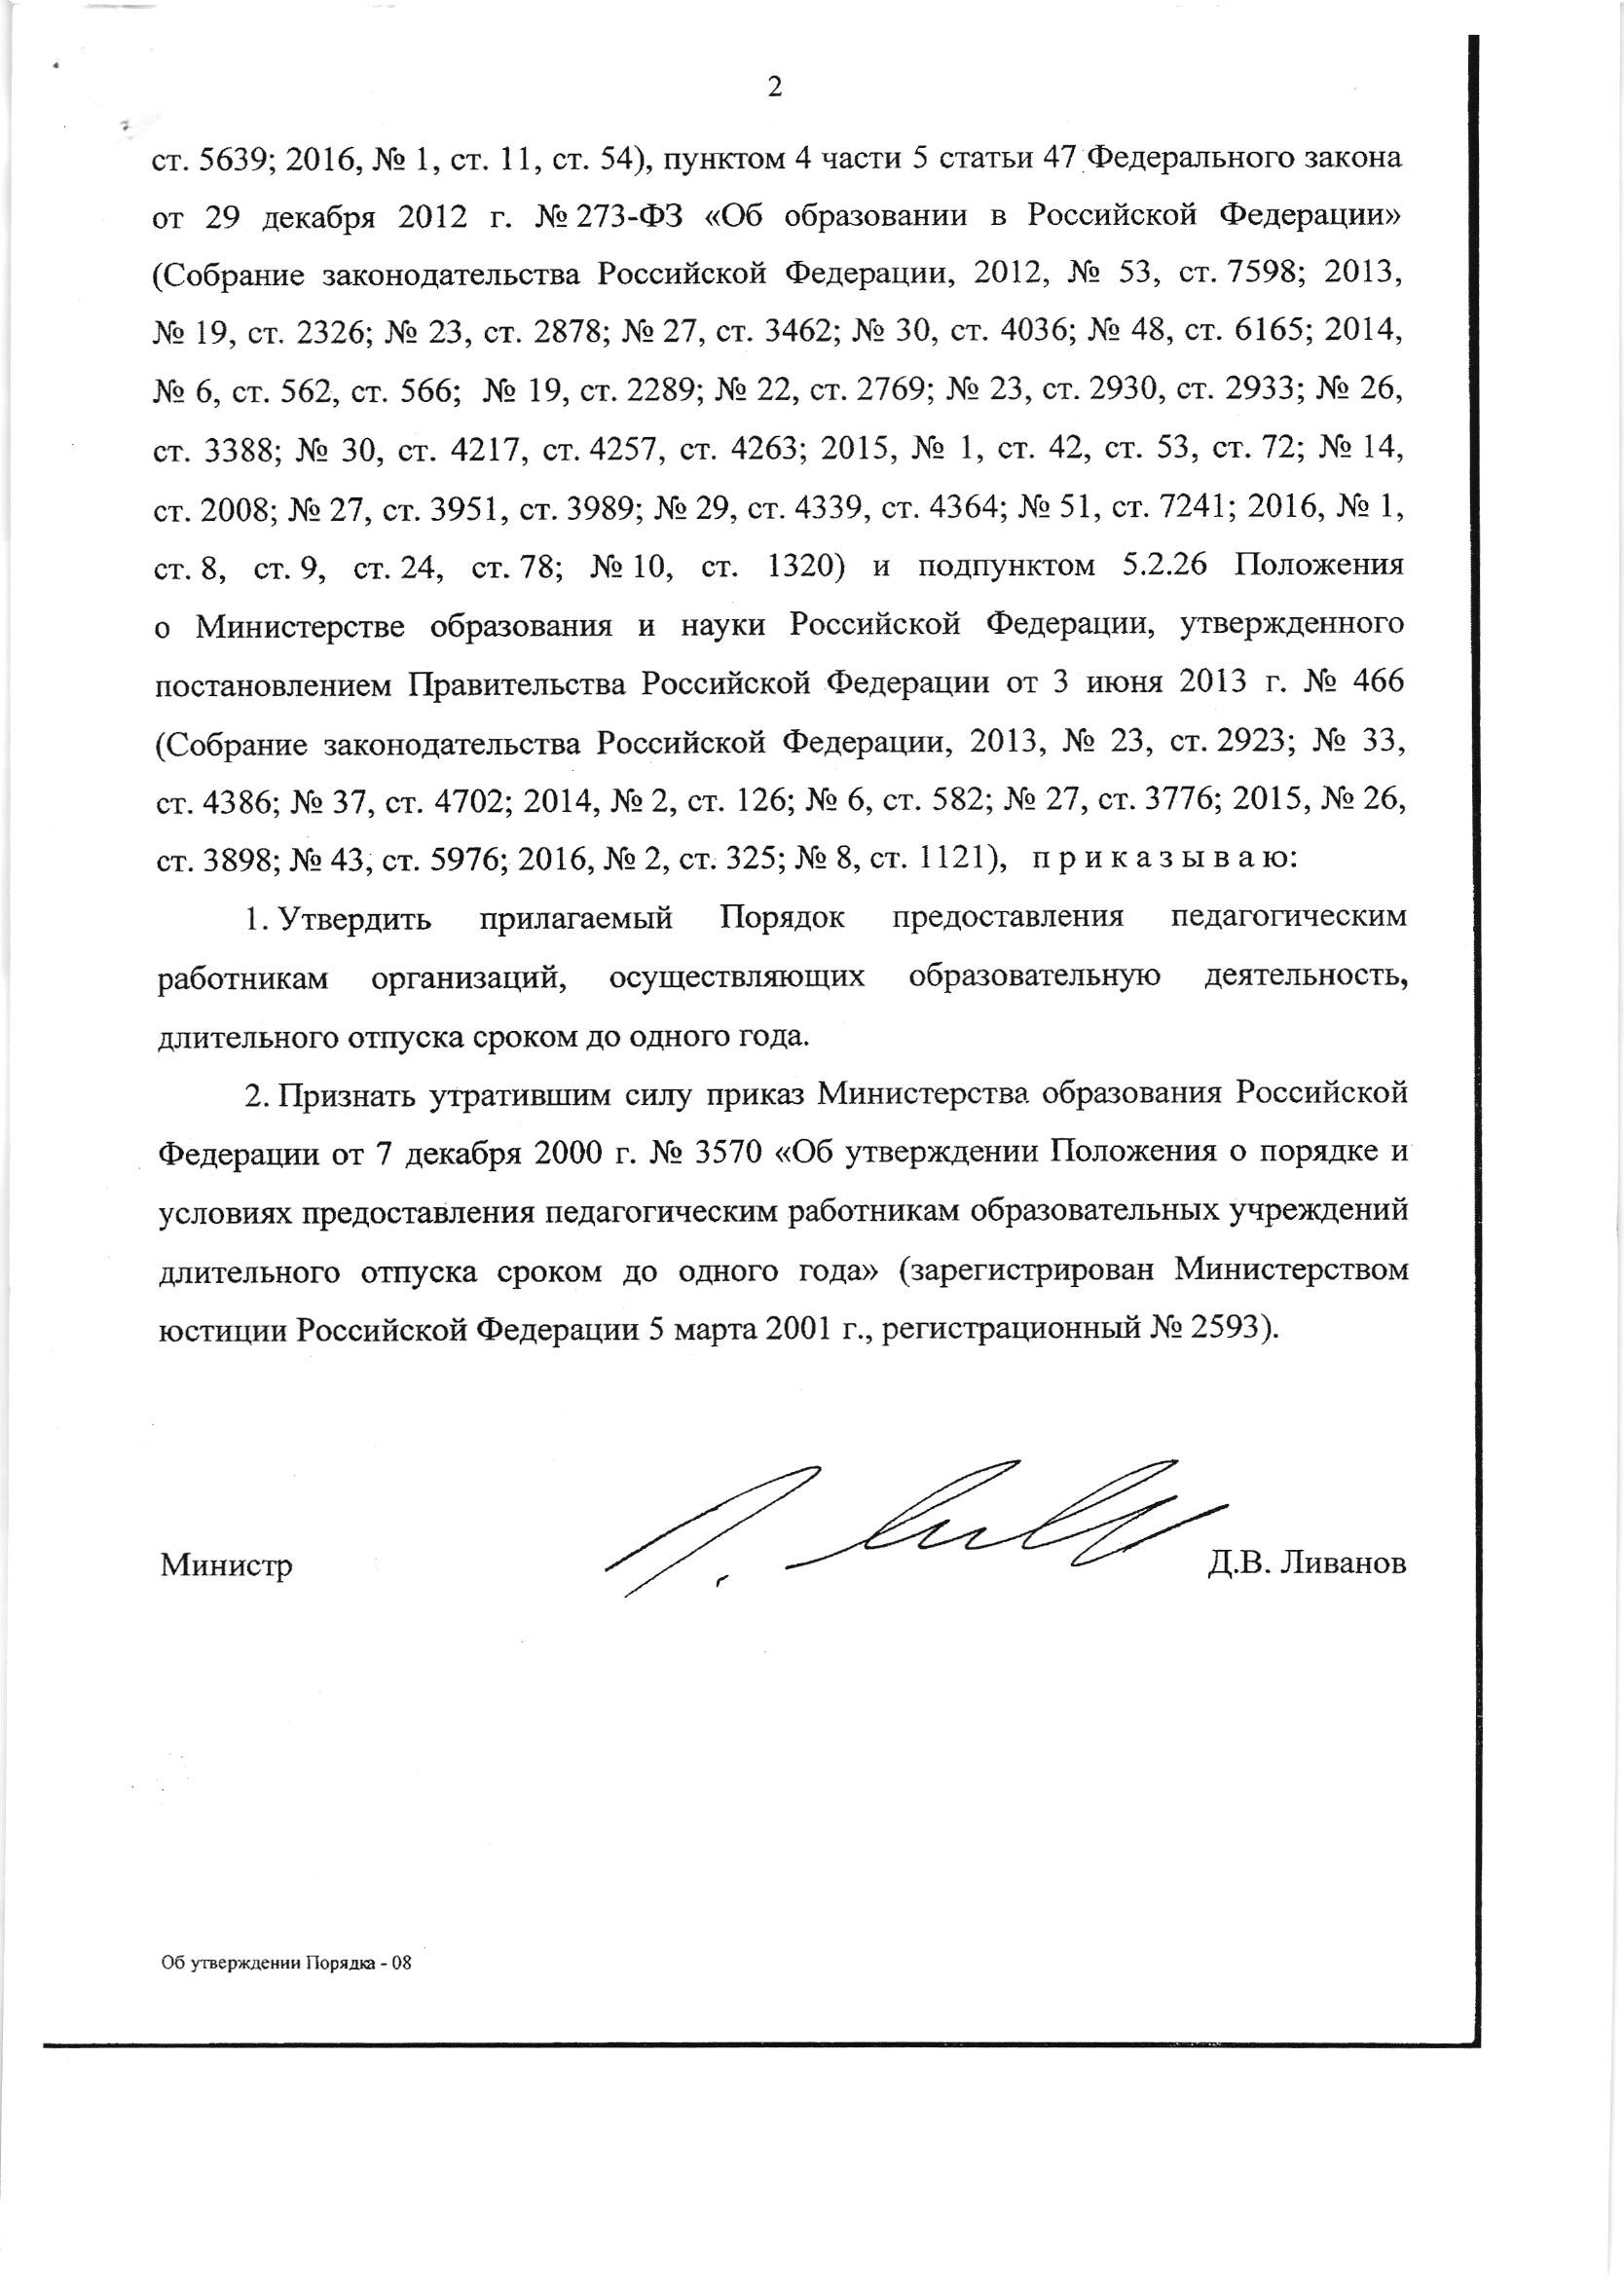 2
ст. 5639; 2016, № 1, ст. 11, ст. 54), пунктом 4 части 5 статьи 47 Федерального закона
от 29 декабря 2012 г. № 273-ФЗ «Об образовании в Российской Федерации»
(Собрание законодательства Российской Федерации, 2012, № 53, ст. 7598; 2013,
№ 19, ст. 2326; № 23, ст. 2878; № 27, ст. 3462; № 30, ст. 4036; № 48, ст. 6165; 2014,
№ 6, ст. 562, ст. 566; № 19, ст. 2289; № 22, ст. 2769; № 23, ст. 2930, ст. 2933; № 26,
ст. 3388; № 30, ст. 4217, ст. 4257, ст. 4263; 2015, № 1, ст. 42, ст. 53, ст. 72; № 14,
ст. 2008; № 27, ст. 3951, ст. 3989; № 29, ст. 4339, ст. 4364; № 51, ст. 7241; 2016, № 1,
ст. 8, ст. 9, ст. 24, ст. 78; № 10, ст. 1320) и подпунктом 5.2.26 Положения
о Министерстве образования и науки Российской Федерации, утвержденного
постановлением Правительства Российской Федерации от 3 июня 2013 г. № 466
(Собрание законодательства Российской Федерации, 2013, № 23, ст. 2923; № 33,
ст. 4386; № 37, ст. 4702; 2014, № 2, ст. 126; № 6, ст. 582; № 27, ст. 3776; 2015, № 26,
ст. 3898; № 43, ст. 5976; 2016, № 2, ст. 325; № 8, ст. 1121), п р и к а з ы в а ю:
1. Утвердить прилагаемый Порядок предоставления педагогическим
работникам организаций, осуществляющих образовательную деятельность,
длительного отпуска сроком до одного года.
2. Признать утратившим силу приказ Министерства образования Российской
Федерации от 7 декабря 2000 г. № 3570 «Об утверждении Положения о порядке и
условиях предоставления педагогическим работникам образовательных учреждений
длительного отпуска сроком до одного года» (зарегистрирован Министерством
юстиции Российской Федерации 5 марта 2001 г., регистрационный № 2593).
Министр Д.В. Ливанов
Об утверждении Порядка - 08